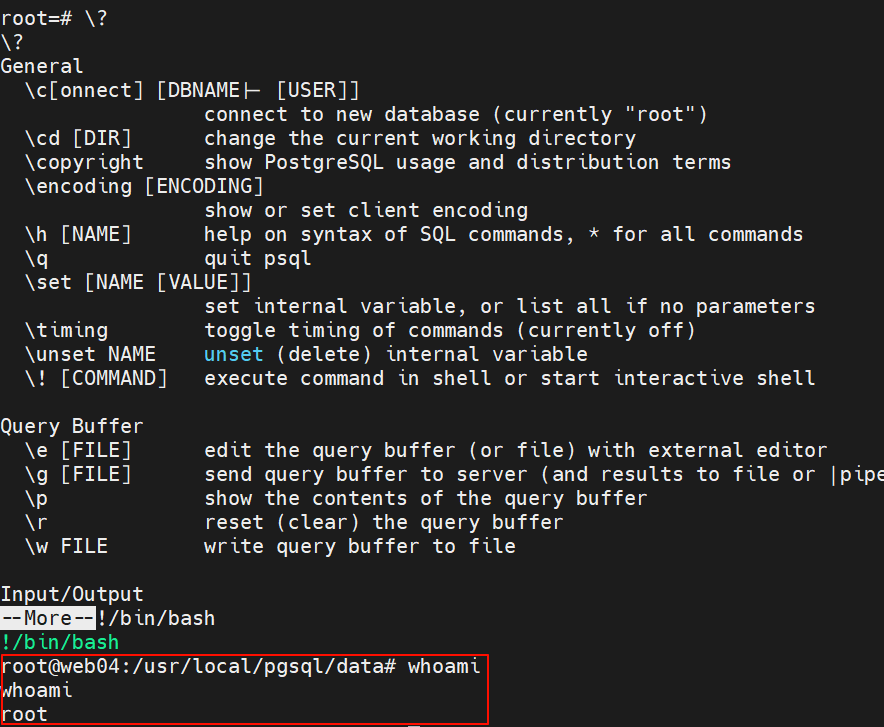 root=# \?
\?
General
  \c[onnect] [DBNAME|- [USER]]
                 connect to new database (currently "root")
  \cd [DIR]      change the current working directory
  \copyright     show PostgreSQL usage and distribution terms
  \encoding [ENCODING]
                 show or set client encoding
  \h [NAME]      help on syntax of SQL commands, * for all commands
  \q             quit psql
  \set [NAME [VALUE]]
                 set internal variable, or list all if no parameters
  \timing        toggle timing of commands (currently off)
  \unset NAME    unset (delete) internal variable
  \! [COMMAND]   execute command in shell or start interactive shell

Query Buffer
  \e [FILE]      edit the query buffer (or file) with external editor
  \g [FILE]      send query buffer to server (and results to file or |pipe
  \p             show the contents of the query buffer
  \r             reset (clear) the query buffer
  \w FILE        write query buffer to file

Input/Output
--More--!/bin/bash
!/bin/bash
root@web04:/usr/local/pgsql/data# whoami
whoami
root